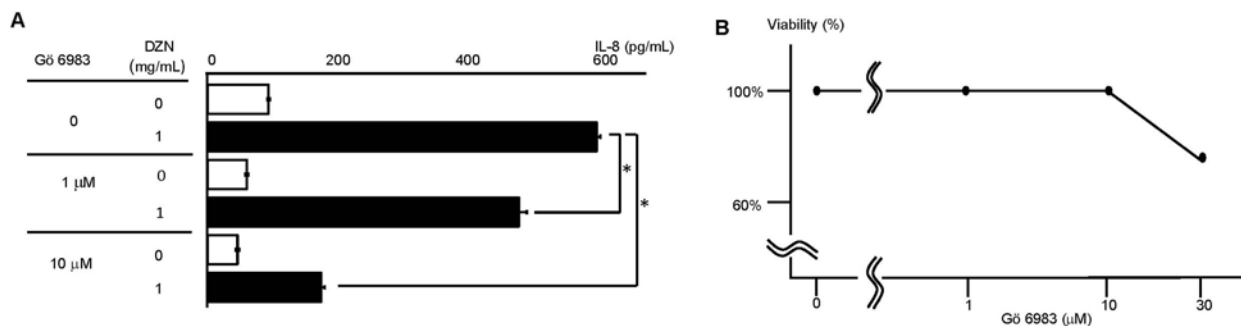 A
Gö 6983
DZN
(mg/mL)
IL-8 (pg/mL)
0
200
400
600
0
0
1
1 µM
0
1
10 µM
0
1
*
*
B
Viability (%)
100%
60%
0
1
10
30
Gö 6983 (µM)